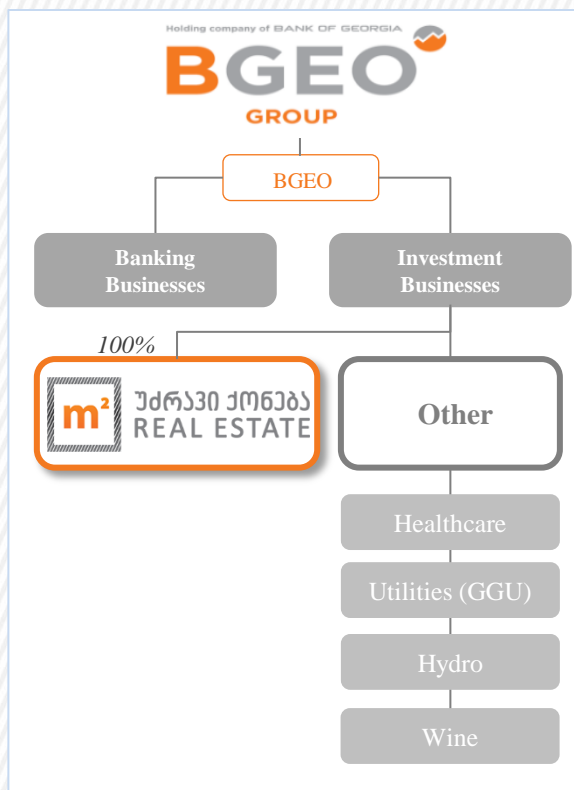 Holding company of BANK OF GEORGIA
BGEO
GROUP
BGEO
Banking
Businesses
Investment
Businesses
100%
m²
უძრავი ქონება
REAL ESTATE
Other
Healthcare
Utilities (GGU)
Hydro
Wine